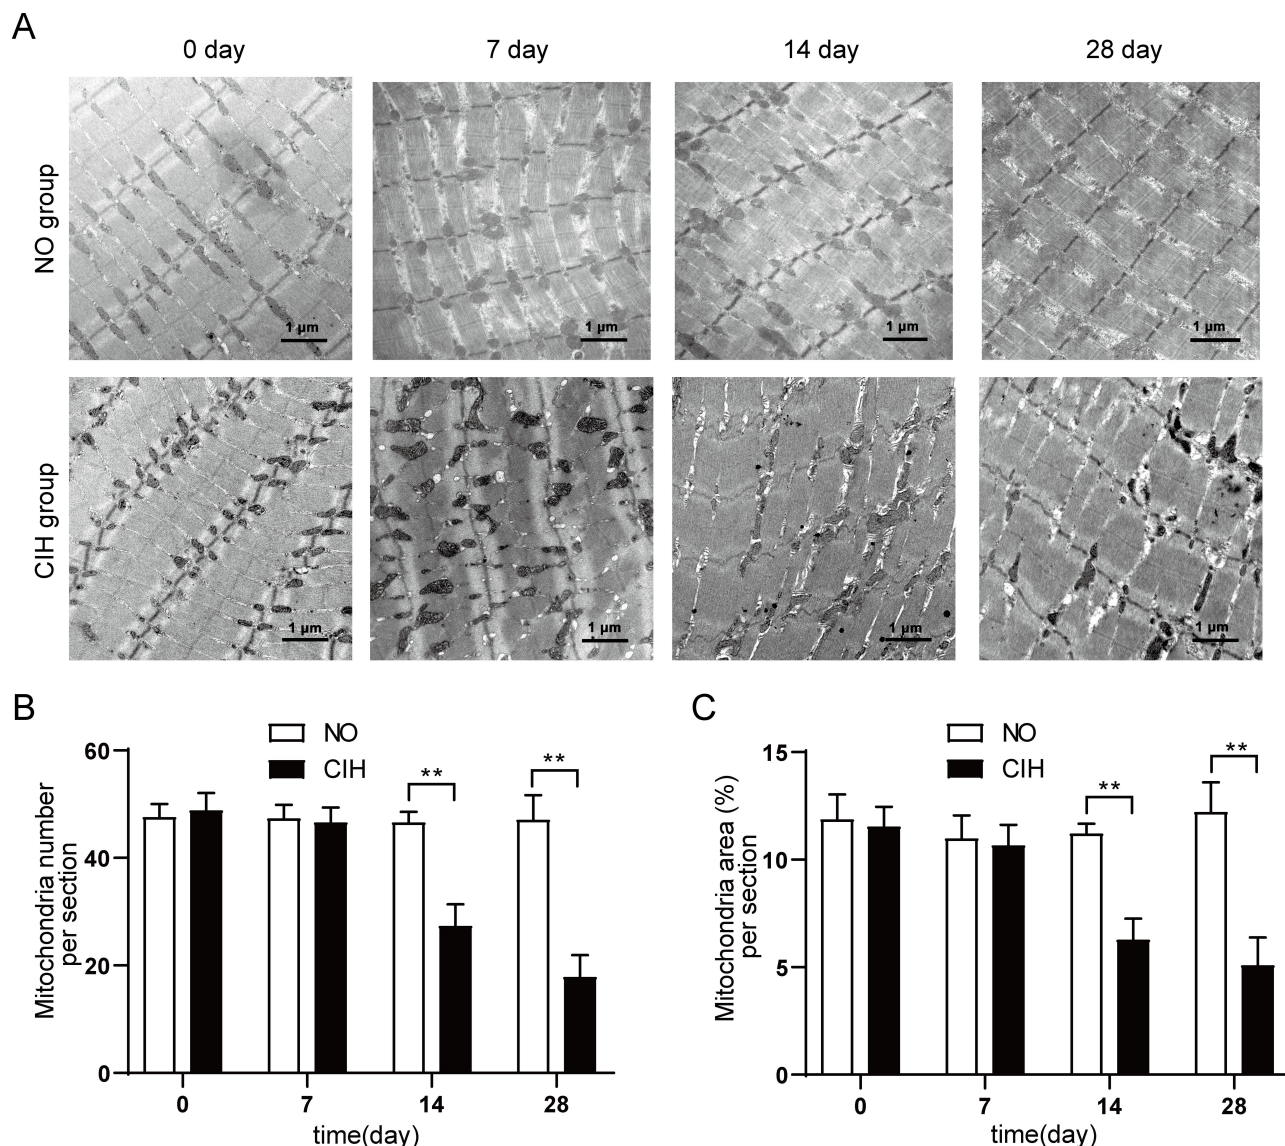 A
0 day
7 day
14 day
28 day
NO group
1 µm
1 µm
1 µm
1 µm
CIH group
1 µm
1 µm
1 µm
1 µm
B
NO
CIH
Mitochondria number
per section
60
40
20
0
**
**
0
7
14
28
time(day)
C
NO
CIH
Mitochondria area (%)
per section
15
10
5
0
**
**
0
7
14
28
time(day)